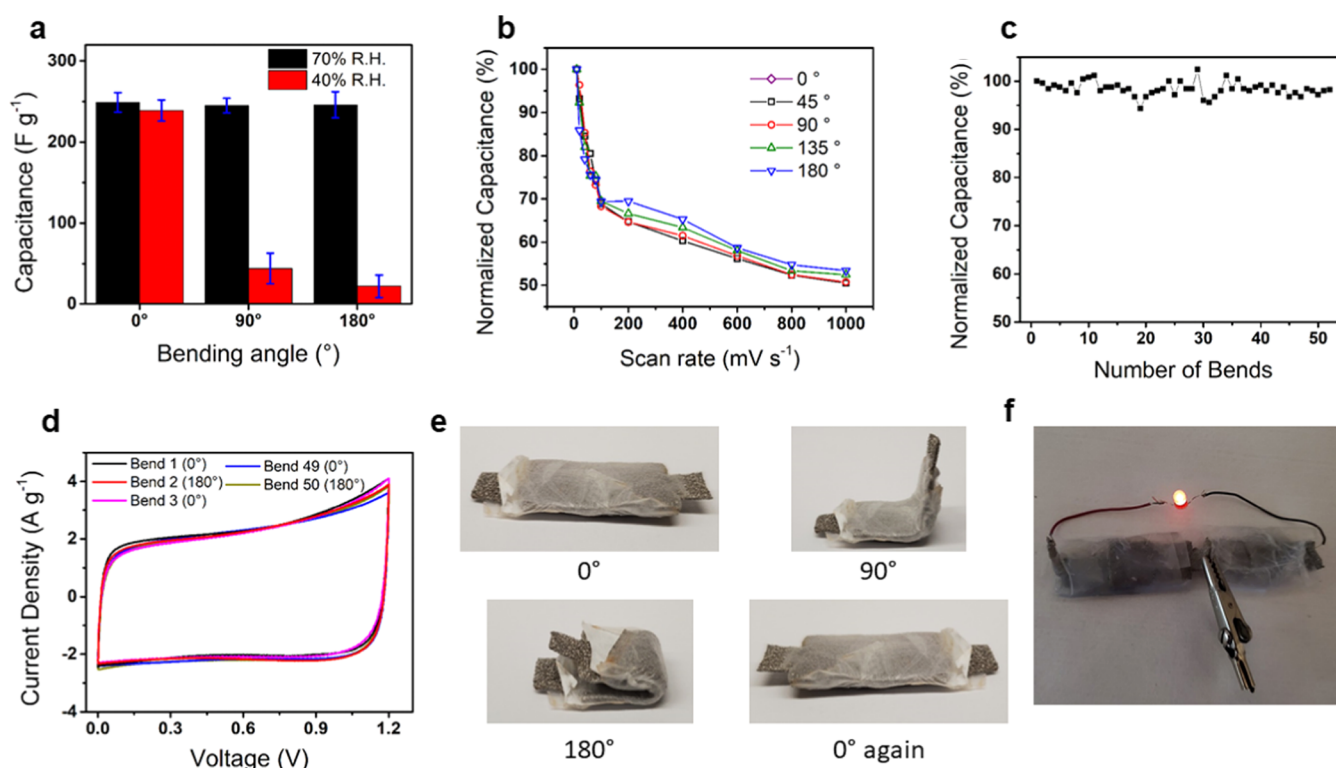 a
300
200
100
0
Capacitance (F g⁻¹)
70% R.H.
40% R.H.
0°
90°
180°
Bending angle (°)
b
100
90
80
70
60
50
Normalized Capacitance (%)
0 °
45 °
90 °
135 °
180 °
0
200
400
600
800
1000
Scan rate (mV s⁻¹)
c
100
90
80
70
60
50
Normalized Capacitance (%)
0
10
20
30
40
50
Number of Bends
d
4
2
0
-2
-4
Current Density (A g⁻¹)
Bend 1 (0°)
Bend 2 (180°)
Bend 3 (0°)
Bend 49 (0°)
Bend 50 (180°)
0.0
0.3
0.6
0.9
1.2
Voltage (V)
e
0°
90°
180°
0° again
f